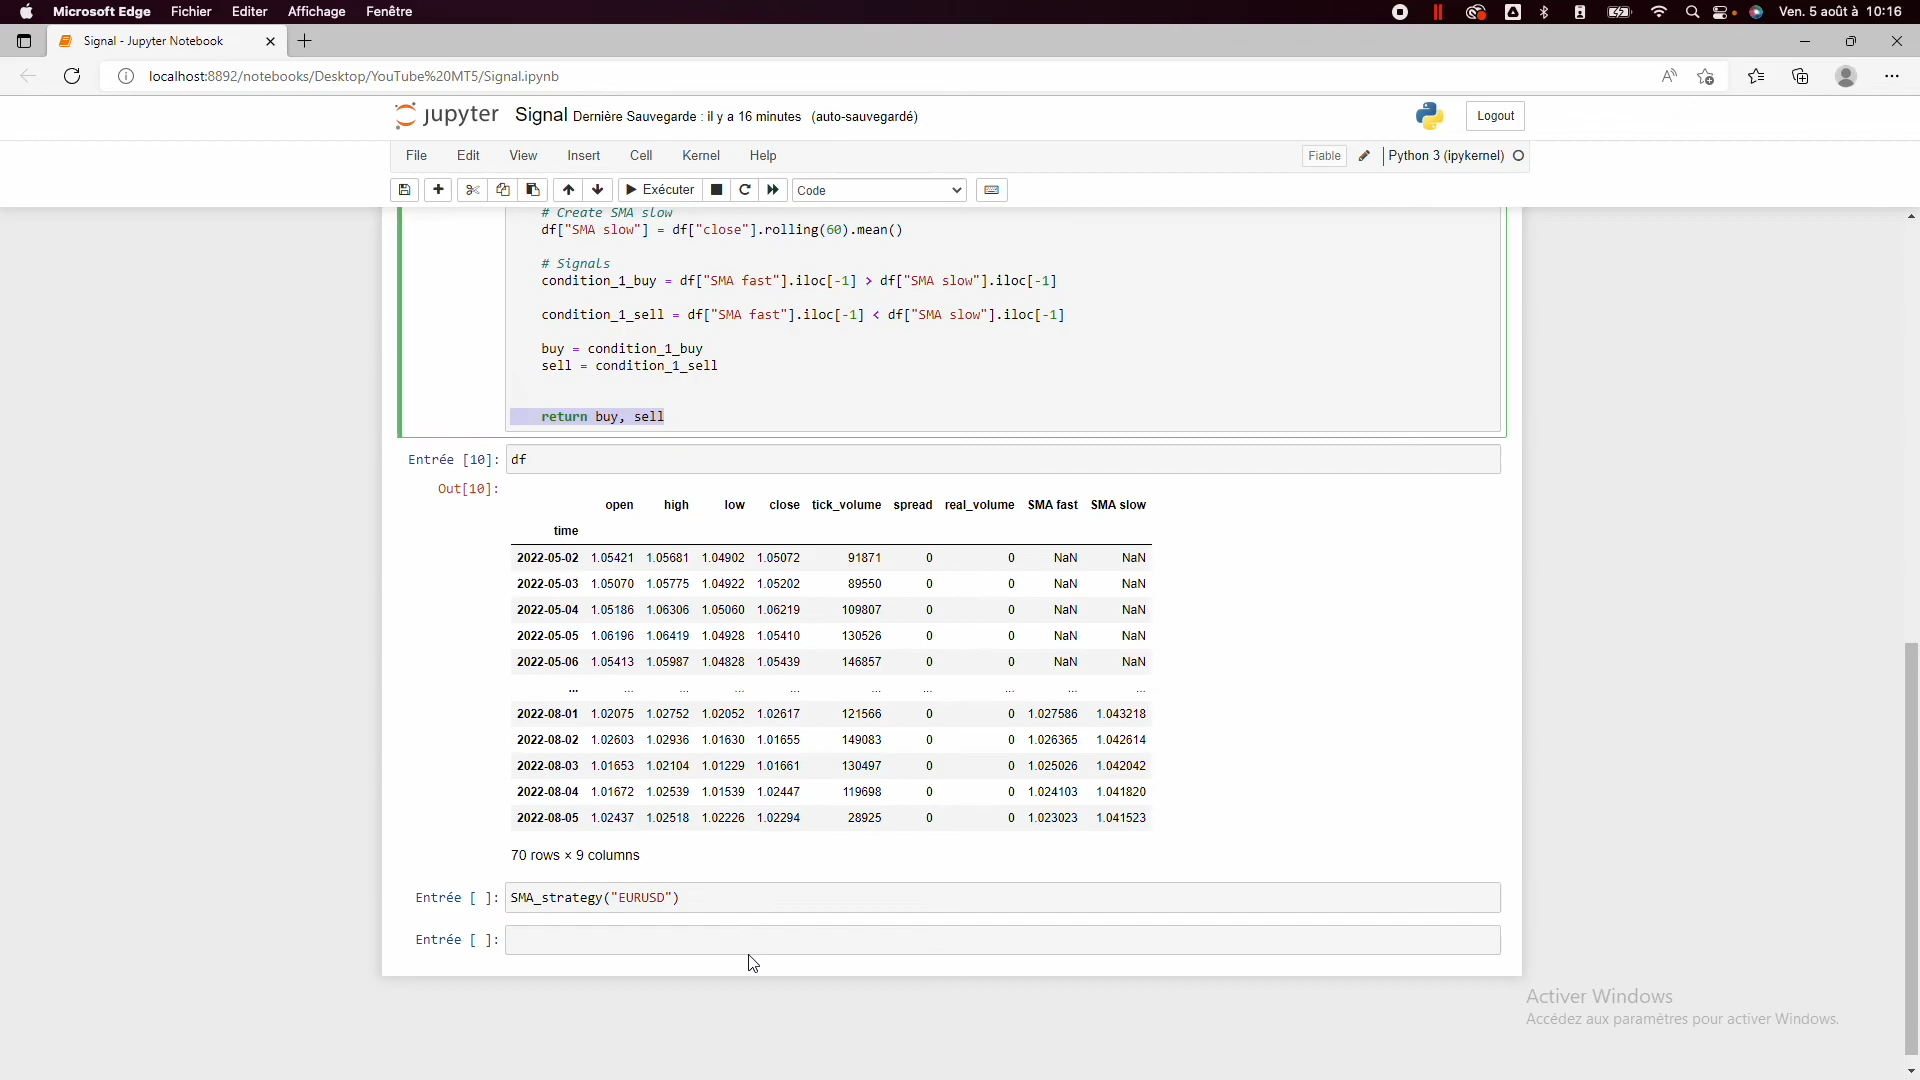 Microsoft Edge Fichier Editer Affichage Fenêtre Ven. 5 août à 10:16
Signal - Jupyter Notebook
localhost:8892/notebooks/Desktop/YouTube%20MT5/Signal.ipynb
jupyter Signal Dernière Sauvegarde : il y a 16 minutes (auto-sauvegardé) Logout
File Edit View Insert Cell Kernel Help Fiable Python 3 (ipykernel)
Exécuter Code
# Create SMA slow
df["SMA slow"] = df["close"].rolling(60).mean()
# Signals
condition_1_buy = df["SMA fast"].iloc[-1] > df["SMA slow"].iloc[-1]
condition_1_sell = df["SMA fast"].iloc[-1] < df["SMA slow"].iloc[-1]
buy = condition_1_buy
sell = condition_1_sell
return buy, sell
Entrée [10]: df
Out[10]:
open high low close tick_volume spread real_volume SMA fast SMA slow
time
2022-05-02 1.05421 1.05681 1.04902 1.05072 91871 0 0 NaN NaN
2022-05-03 1.05070 1.05775 1.04922 1.05202 89550 0 0 NaN NaN
2022-05-04 1.05186 1.06306 1.05060 1.06219 109807 0 0 NaN NaN
2022-05-05 1.06196 1.06419 1.04928 1.05410 130526 0 0 NaN NaN
2022-05-06 1.05413 1.05987 1.04828 1.05439 146857 0 0 NaN NaN
... ... ... ... ... ... ... ... ... ...
2022-08-01 1.02075 1.02752 1.02052 1.02617 121566 0 0 1.027586 1.043218
2022-08-02 1.02603 1.02936 1.01630 1.01655 149083 0 0 1.026365 1.042614
2022-08-03 1.01653 1.02104 1.01229 1.01661 130497 0 0 1.025026 1.042042
2022-08-04 1.01672 1.02539 1.01539 1.02447 119698 0 0 1.024103 1.041820
2022-08-05 1.02437 1.02518 1.02226 1.02294 28925 0 0 1.023023 1.041523
70 rows × 9 columns
Entrée [ ]: SMA_strategy("EURUSD")
Entrée [ ]:
Activer Windows
Accédez aux paramètres pour activer Windows.